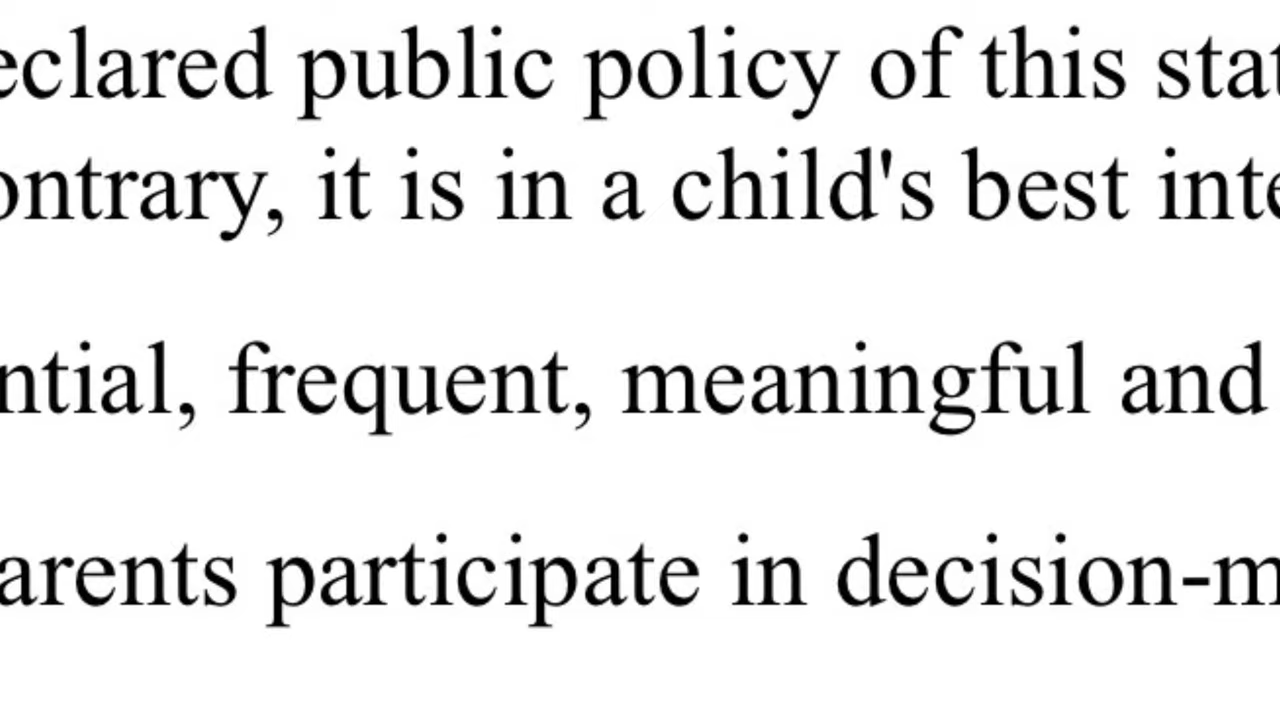 eclared public policy of this stat
ontrary, it is in a child's best inte
ntial, frequent, meaningful and
arents participate in decision-m